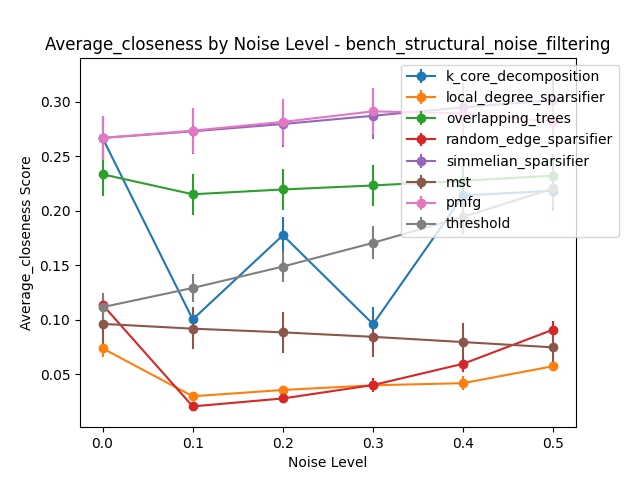 Average_closeness by Noise Level - bench_structural_noise_filtering
k_core_decomposition
local_degree_sparsifier
overlapping_trees
random_edge_sparsifier
simmelian_sparsifier
mst
pmfg
threshold
Average_closeness Score
0.30
0.25
0.20
0.15
0.10
0.05
0.0 0.1 0.2 0.3 0.4 0.5
Noise Level